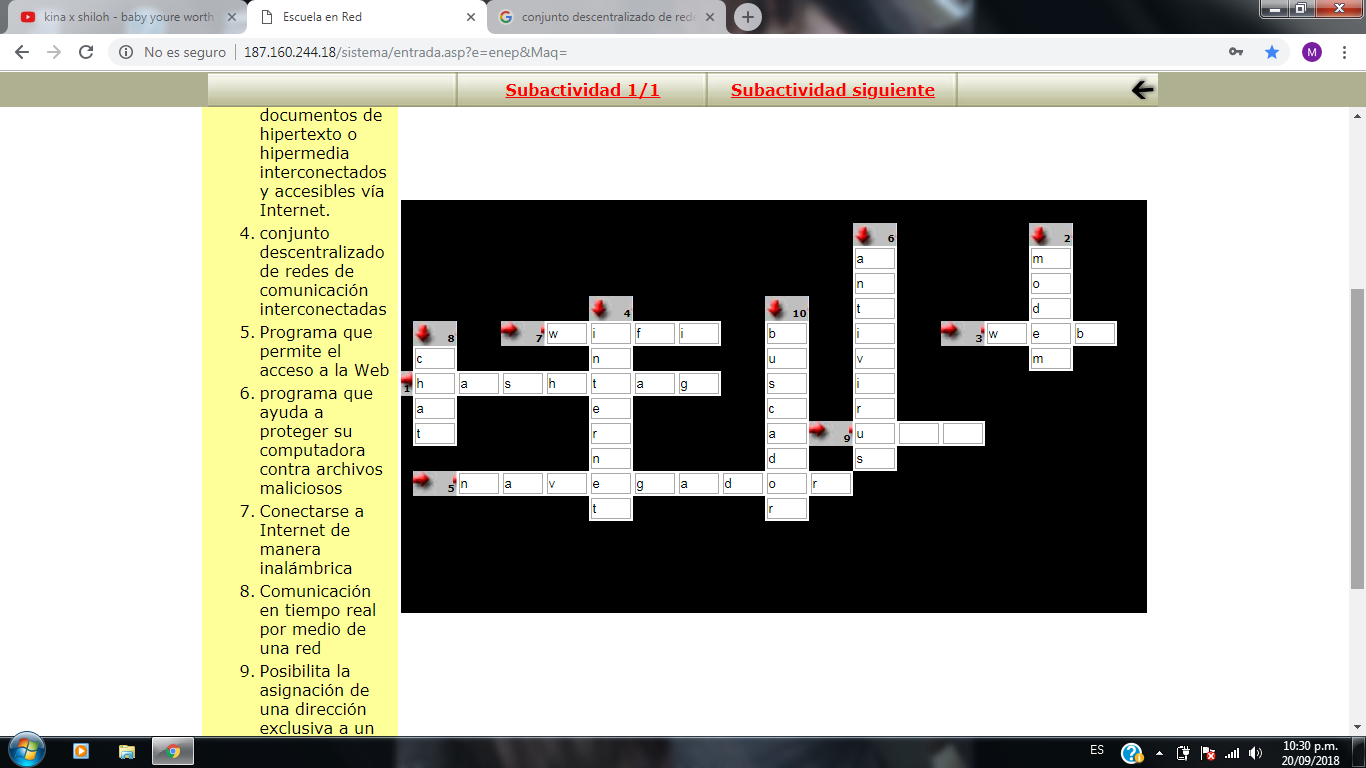 kina x shiloh - baby youre worth
Escuela en Red
conjunto descentralizado de rede
No es seguro
187.160.244.18/sistema/entrada.asp?e=enep&Maq=
M
Subactividad 1/1
Subactividad siguiente
documentos de
hipertexto o
hipermedia
interconectados
y accesibles vía
Internet.
4. conjunto
descentralizado
de redes de
comunicación
interconectadas
5. Programa que
permite el
acceso a la Web
6. programa que
ayuda a
proteger su
computadora
contra archivos
maliciosos
7. Conectarse a
Internet de
manera
inalámbrica
8. Comunicación
en tiempo real
por medio de
una red
9. Posibilita la
asignación de
una dirección
exclusiva a un
6 2
a m
n o
4 10 t d
8 7 w i f i b i 3 w e b
c n u v m
1 h a s h t a g s i
a e c r
t r a 9 u
n d s
5 n a v e g a d o r
t r
ES
10:30 p.m.
20/09/2018